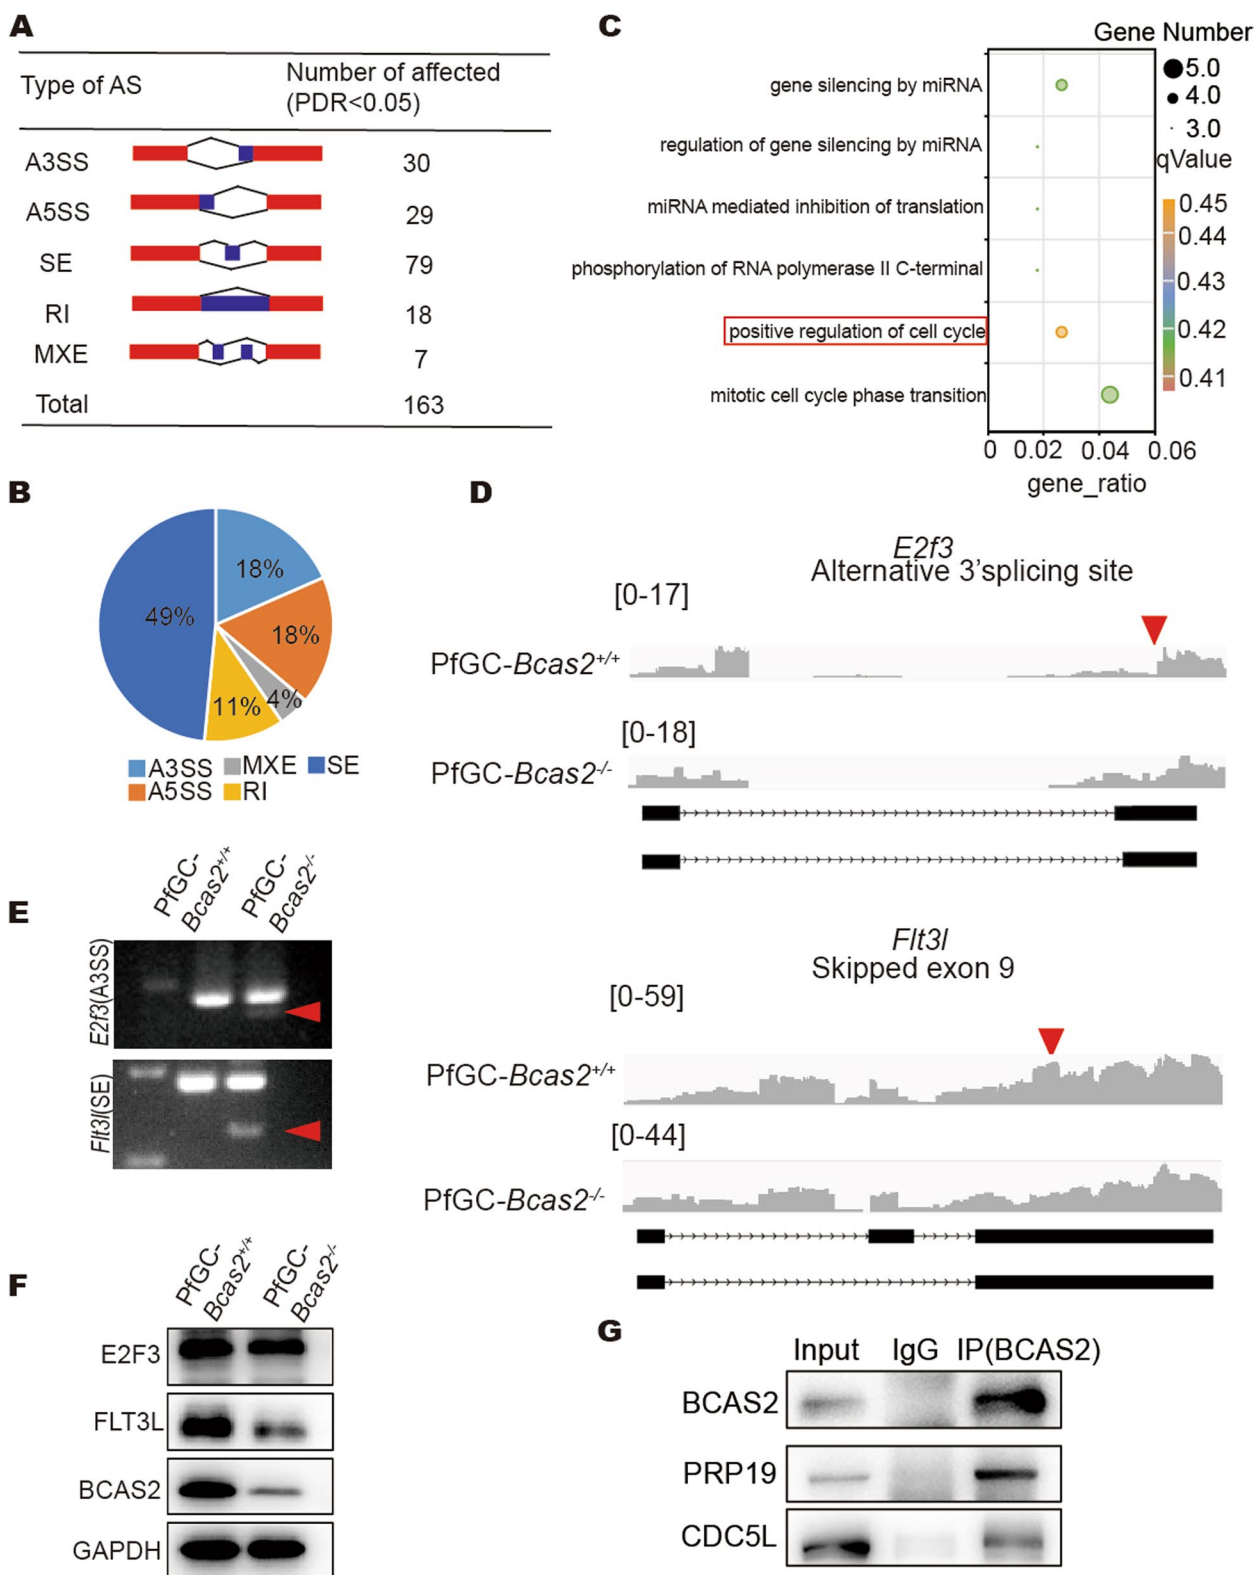 A
Type of AS
Number of affected
(PDR<0.05)
A3SS
30
A5SS
29
SE
79
RI
18
MXE
7
Total
163
C
Gene Number
5.0
4.0
3.0
qValue
0.45
0.44
0.43
0.42
0.41
gene silencing by miRNA
regulation of gene silencing by miRNA
miRNA mediated inhibition of translation
phosphorylation of RNA polymerase II C-terminal
positive regulation of cell cycle
mitotic cell cycle phase transition
0 0.02 0.04 0.06
gene_ratio
B
18%
49%
18%
11%
4%
A3SS MXE SE
A5SS RI
D
E2f3
Alternative 3'splicing site
[0-17]
PfGC-Bcas2+/+
[0-18]
PfGC-Bcas2-/-
Flt3l
Skipped exon 9
[0-59]
PfGC-Bcas2+/+
[0-44]
PfGC-Bcas2-/-
E
PfGC-
Bcas2+/+
PfGC-
Bcas2-/-
E2f3(A3SS)
Flt3l(SE)
F
PfGC-
Bcas2+/+
PfGC-
Bcas2-/-
E2F3
FLT3L
BCAS2
GAPDH
G
Input IgG IP(BCAS2)
BCAS2
PRP19
CDC5L